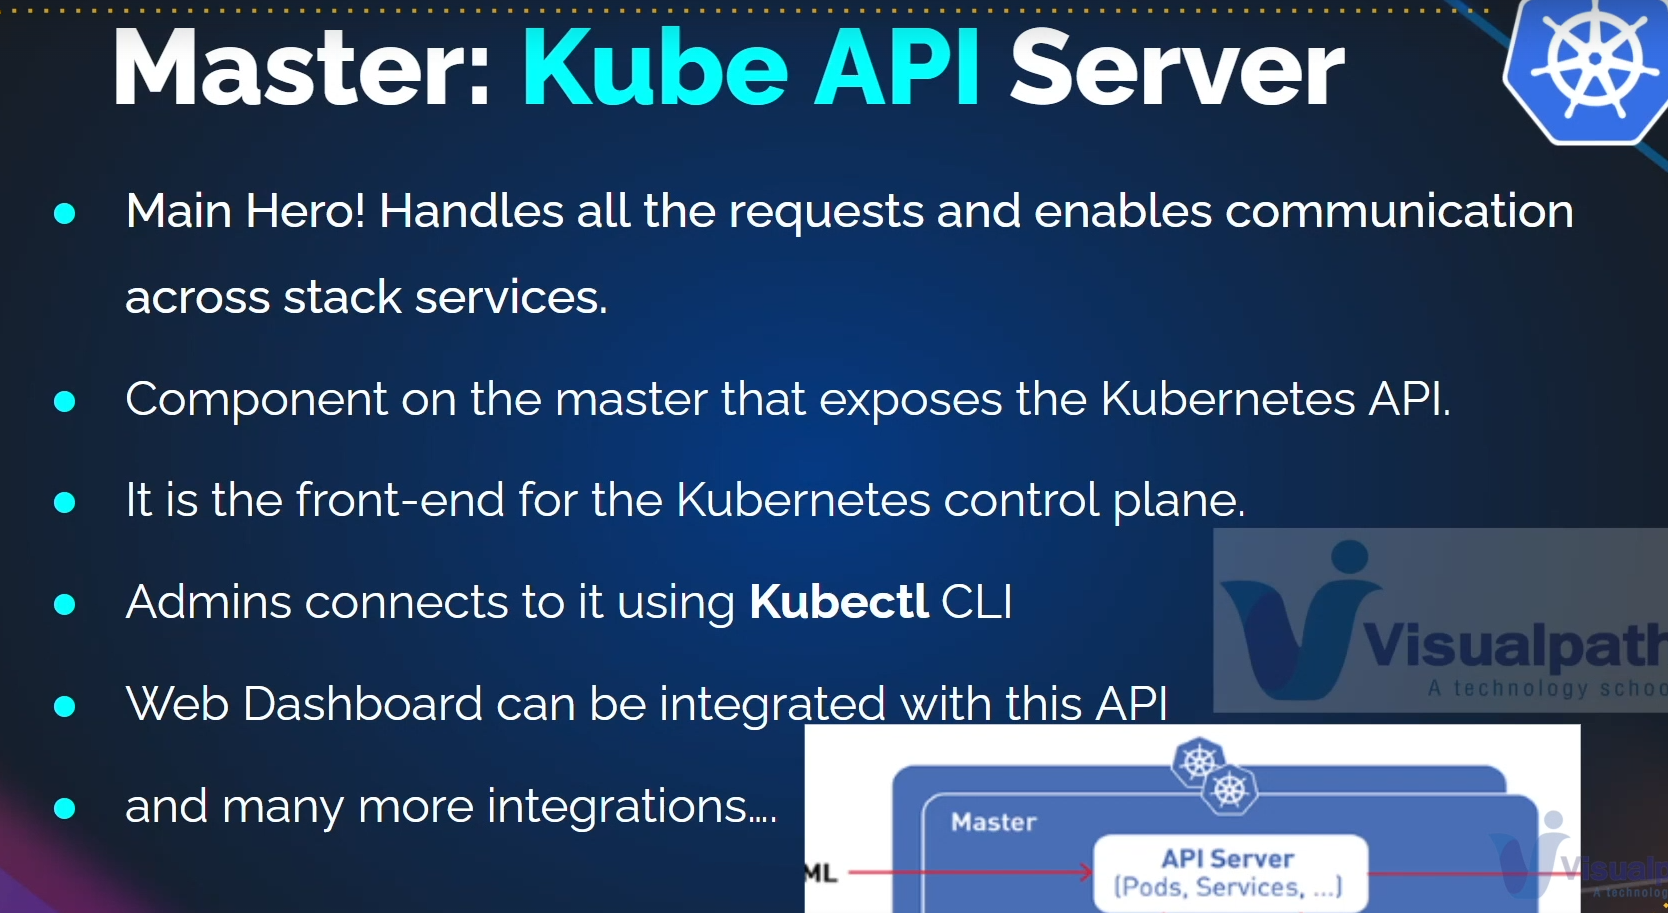 Master: Kube API Server
Main Hero! Handles all the requests and enables communication
across stack services.
Component on the master that exposes the Kubernetes API.
It is the front-end for the Kubernetes control plane.
Admins connects to it using Kubectl CLI
Visualpath
A technology schoo
Web Dashboard can be integrated with this API
and many more integrations....
Master
ML
API Server
(Pods, Services, ...)
Visualp
A technolog